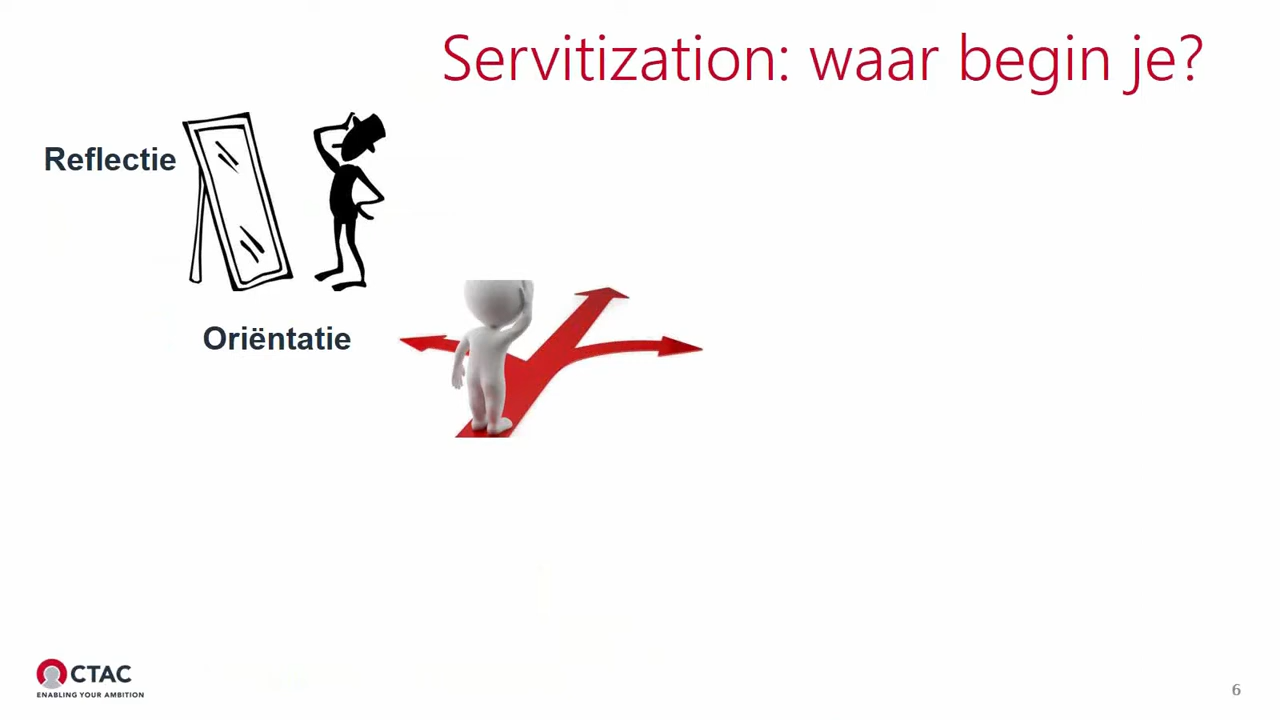 Servitization: waar begin je?
Reflectie
Oriëntatie
CTAC
ENABLING YOUR AMBITION
6